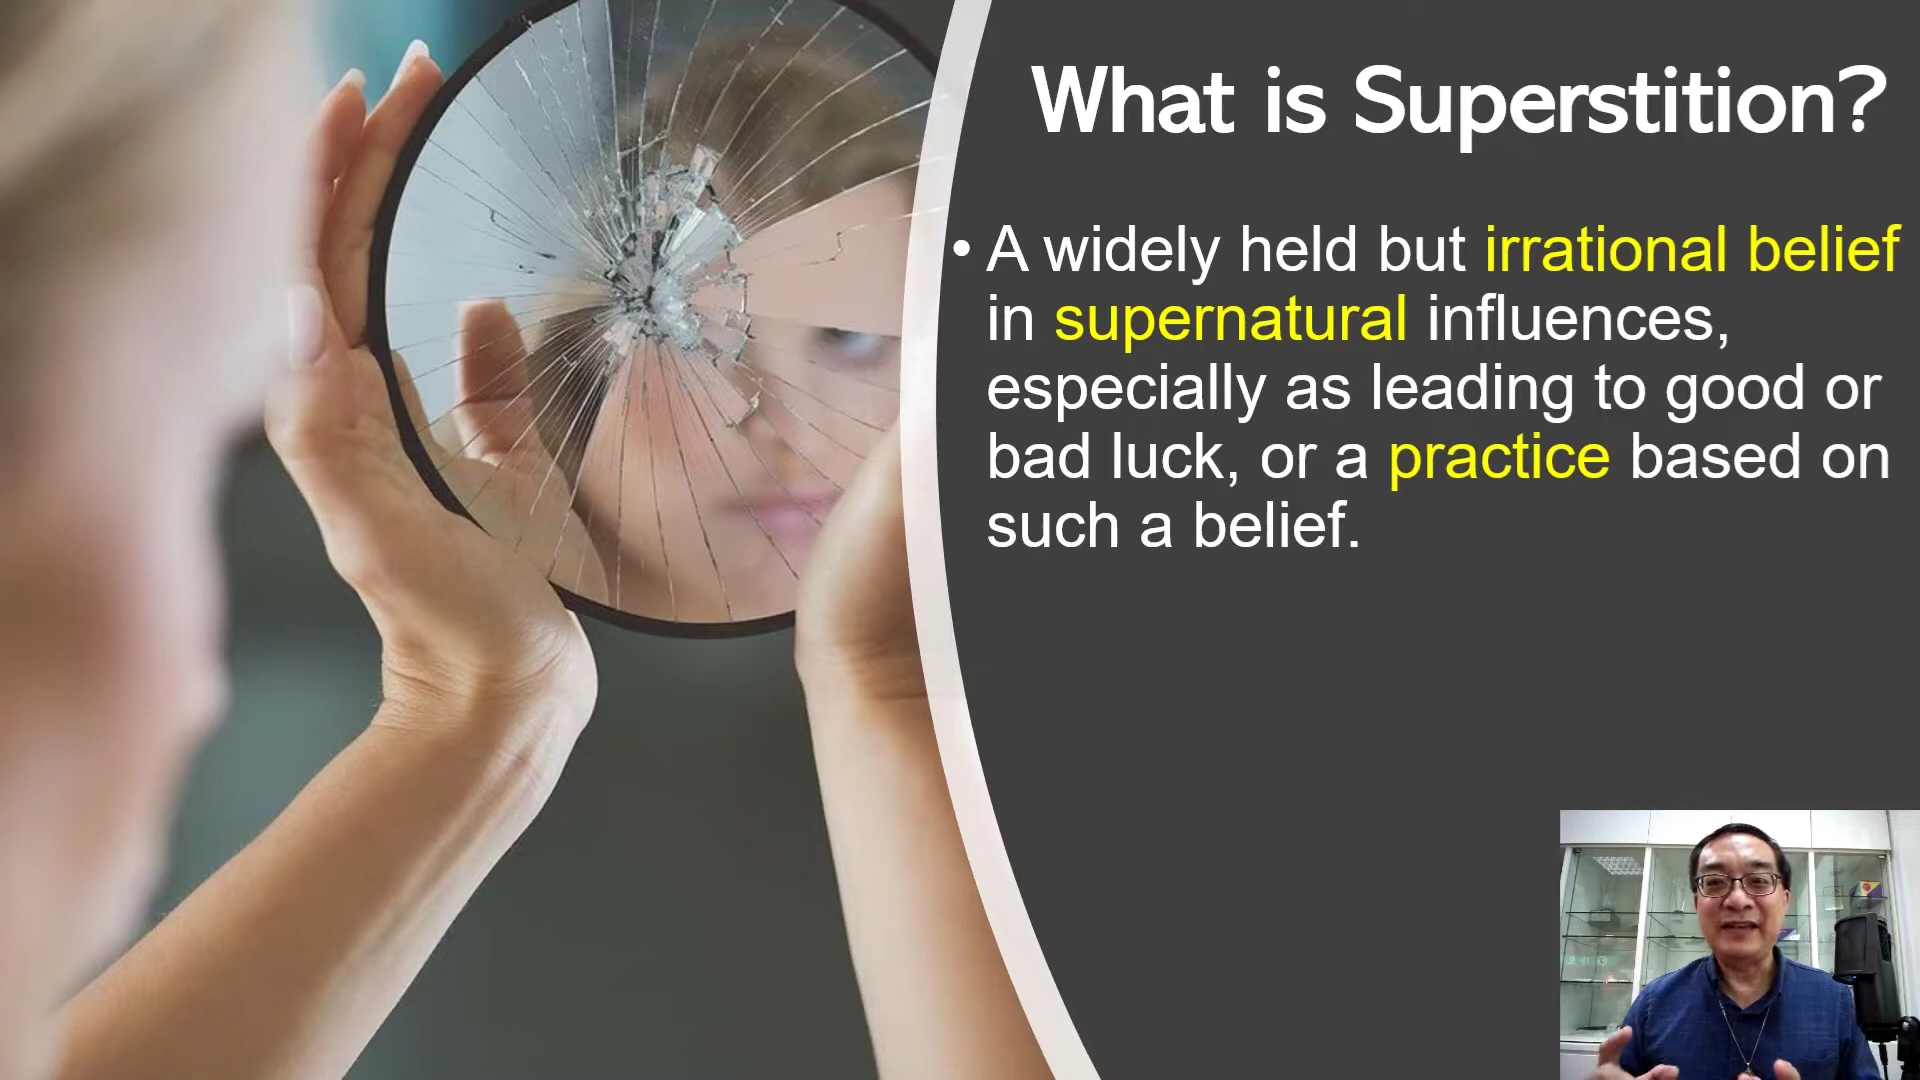 What is Superstition?
• A widely held but irrational belief
in supernatural influences,
especially as leading to good or
bad luck, or a practice based on
such a belief.